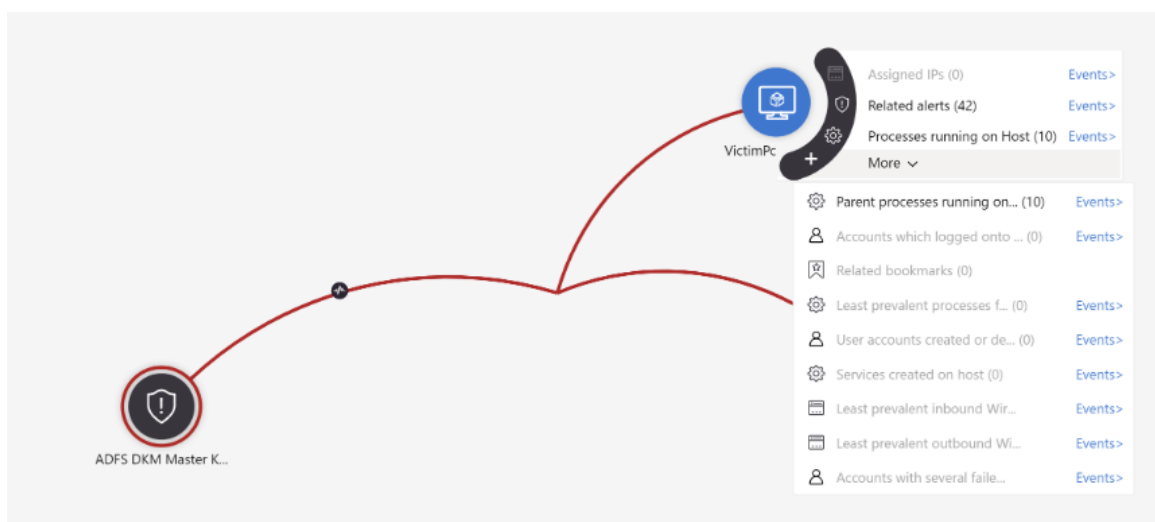 Assigned IPs (0) Events>
Related alerts (42) Events>
VictimPc
Processes running on Host (10) Events>
More
Parent processes running on... (10) Events>
Accounts which logged onto ... (0) Events>
Related bookmarks (0)
Least prevalent processes f... (0) Events>
User accounts created or de... (0) Events>
Services created on host (0) Events>
Least prevalent inbound Wir... Events>
Least prevalent outbound Wi... Events>
Accounts with several faile... Events>
ADFS DKM Master K...